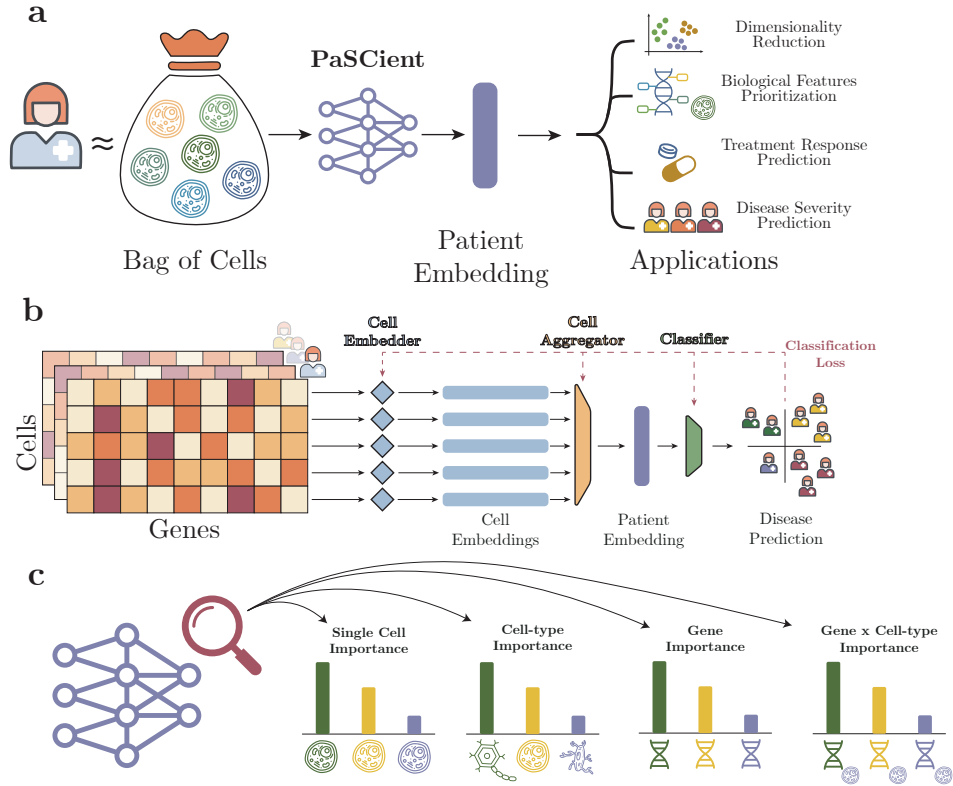 a
PaSCient
Dimensionality
Reduction
Biological Features
Prioritization
≈
Treatment Response
Prediction
Disease Severity
Prediction
Bag of Cells
Patient
Embedding
Applications
b
Cell
Embedder
Cell
Aggregator
Classifier
Classification
Loss
Cells
Genes
Cell
Embeddings
Patient
Embedding
Disease
Prediction
c
Single Cell
Importance
Cell-type
Importance
Gene
Importance
Gene x Cell-type
Importance